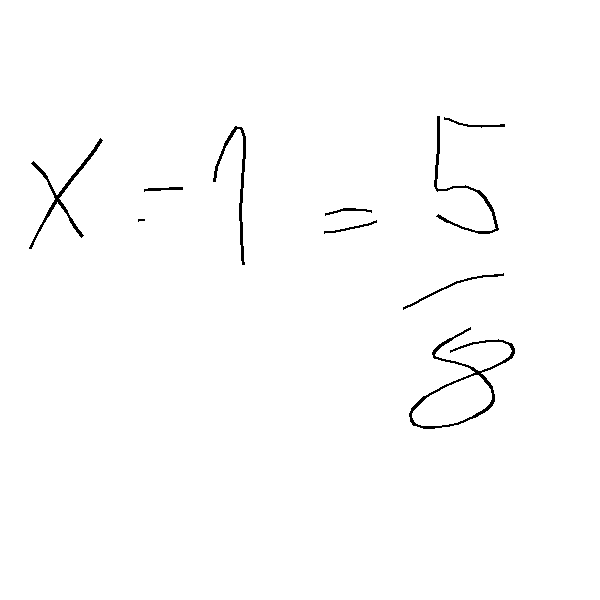 x - 1 = 5/8